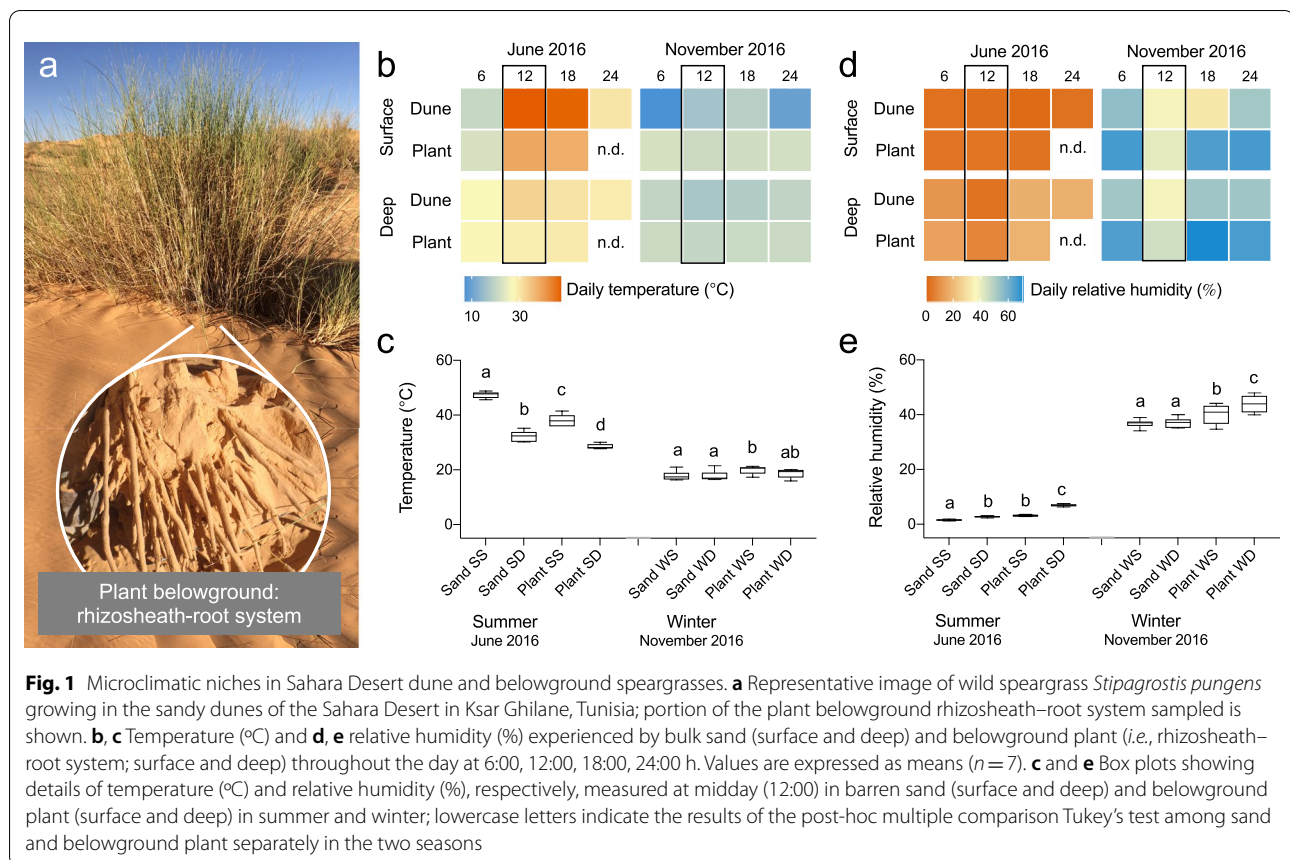 a
Plant belowground:
rhizosheath-root system
b
June 2016
November 2016
6 12 18 24 6 12 18 24
Surface
Dune
Plant
n.d.
Deep
Dune
Plant
n.d.
10 30
Daily temperature (°C)
c
Temperature (°C)
60
40
20
0
a
b
c
d
a
a
b
ab
Sand SS
Sand SD
Plant SS
Plant SD
Sand WS
Sand WD
Plant WS
Plant WD
Summer
June 2016
Winter
November 2016
d
June 2016
November 2016
6 12 18 24 6 12 18 24
Surface
Dune
Plant
n.d.
Deep
Dune
Plant
n.d.
0 20 40 60
Daily relative humidity (%)
e
Relative humidity (%)
60
40
20
0
a
b
b
c
a
a
b
c
Sand SS
Sand SD
Plant SS
Plant SD
Sand WS
Sand WD
Plant WS
Plant WD
Summer
June 2016
Winter
November 2016
Fig. 1 Microclimatic niches in Sahara Desert dune and belowground speargrasses. a Representative image of wild speargrass Stipagrostis pungens
growing in the sandy dunes of the Sahara Desert in Ksar Ghilane, Tunisia; portion of the plant belowground rhizosheath–root system sampled is
shown. b, c Temperature (ºC) and d, e relative humidity (%) experienced by bulk sand (surface and deep) and belowground plant (i.e., rhizosheath–
root system; surface and deep) throughout the day at 6:00, 12:00, 18:00, 24:00 h. Values are expressed as means (n = 7). c and e Box plots showing
details of temperature (ºC) and relative humidity (%), respectively, measured at midday (12:00) in barren sand (surface and deep) and belowground
plant (surface and deep) in summer and winter; lowercase letters indicate the results of the post-hoc multiple comparison Tukey’s test among sand
and belowground plant separately in the two seasons